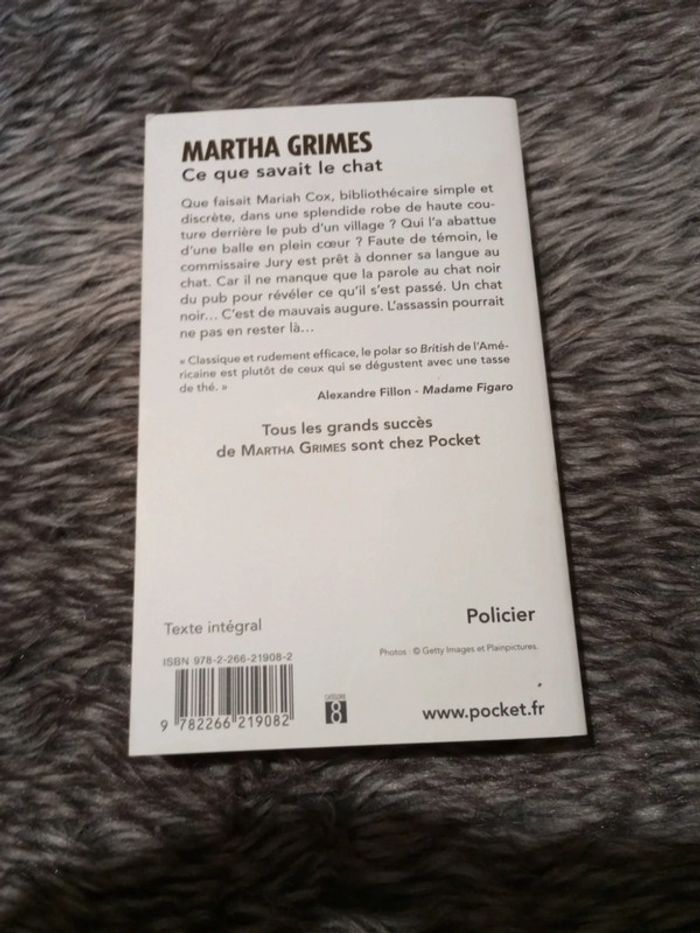 MARTHA GRIMES
Ce que savait le chat
Que faisait Mariah Cox, bibliothécaire simple et
discrète, dans une splendide robe de haute cou-
ture derrière le pub d'un village ? Qui l'a abattue
d'une balle en plein cœur ? Faute de témoin, le
commissaire Jury est prêt à donner sa langue au
chat. Car il ne manque que la parole au chat noir
du pub pour révéler ce qu'il s'est passé. Un chat
noir... C'est de mauvais augure. L'assassin pourrait
ne pas en rester là...
« Classique et rudement efficace, le polar so British de l'Amé-
ricaine est plutôt de ceux qui se dégustent avec une tasse
de thé. »
Alexandre Fillon - Madame Figaro
Tous les grands succès
de MARTHA GRIMES sont chez Pocket
Texte intégral
Policier
Photos : © Getty Images et Plainpictures.
ISBN 978-2-266-21908-2
9 782266 219082
CATÉGORIE
8
www.pocket.fr